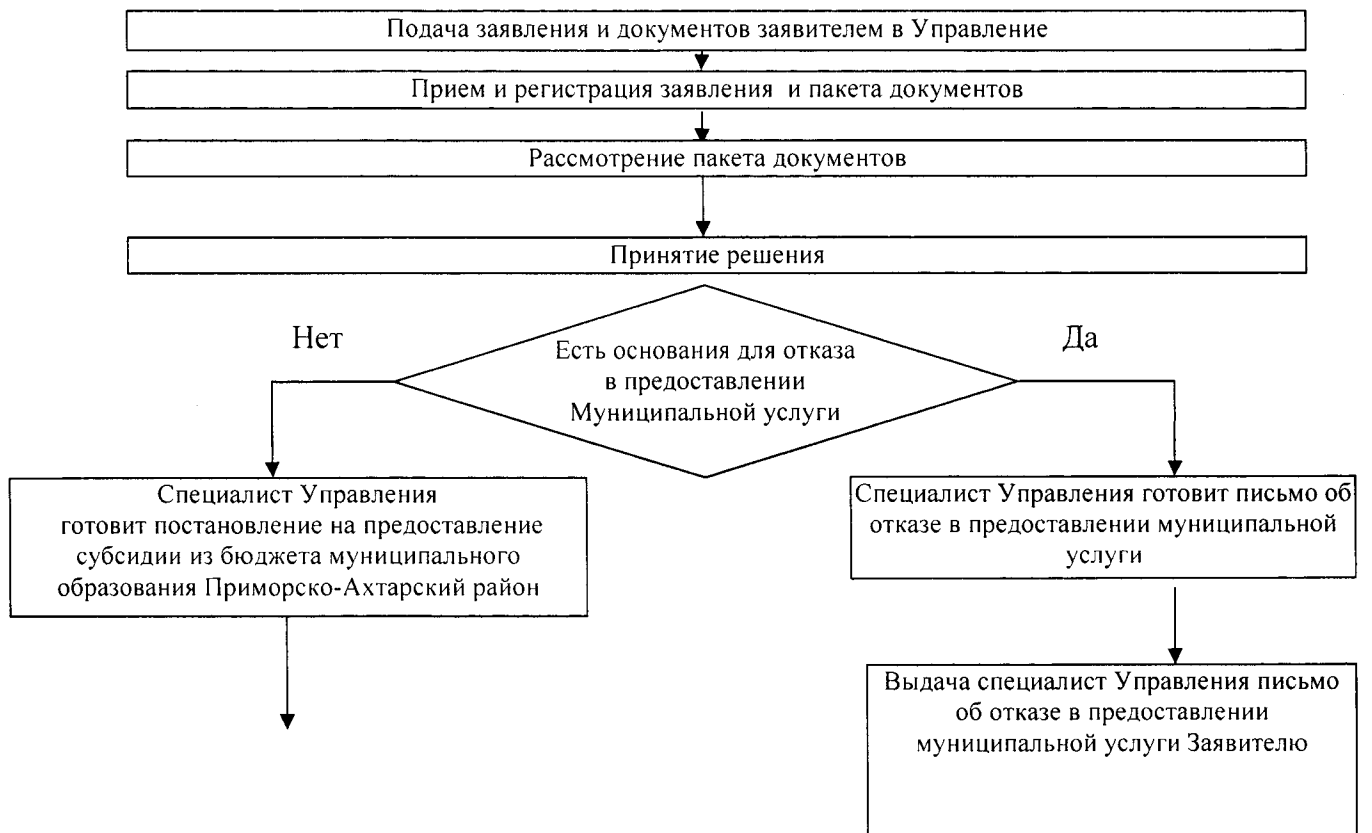 Подача заявления и документов заявителем в Управление
Прием и регистрация заявления и пакета документов
Рассмотрение пакета документов
Принятие решения
Нет
Есть основания для отказа
в предоставлении
Муниципальной услуги
Да
Специалист Управления
готовит постановление на предоставление
субсидии из бюджета муниципального
образования Приморско-Ахтарский район
Специалист Управления готовит письмо об
отказе в предоставлении муниципальной
услуги
Выдача специалист Управления письмо
об отказе в предоставлении
муниципальной услуги Заявителю